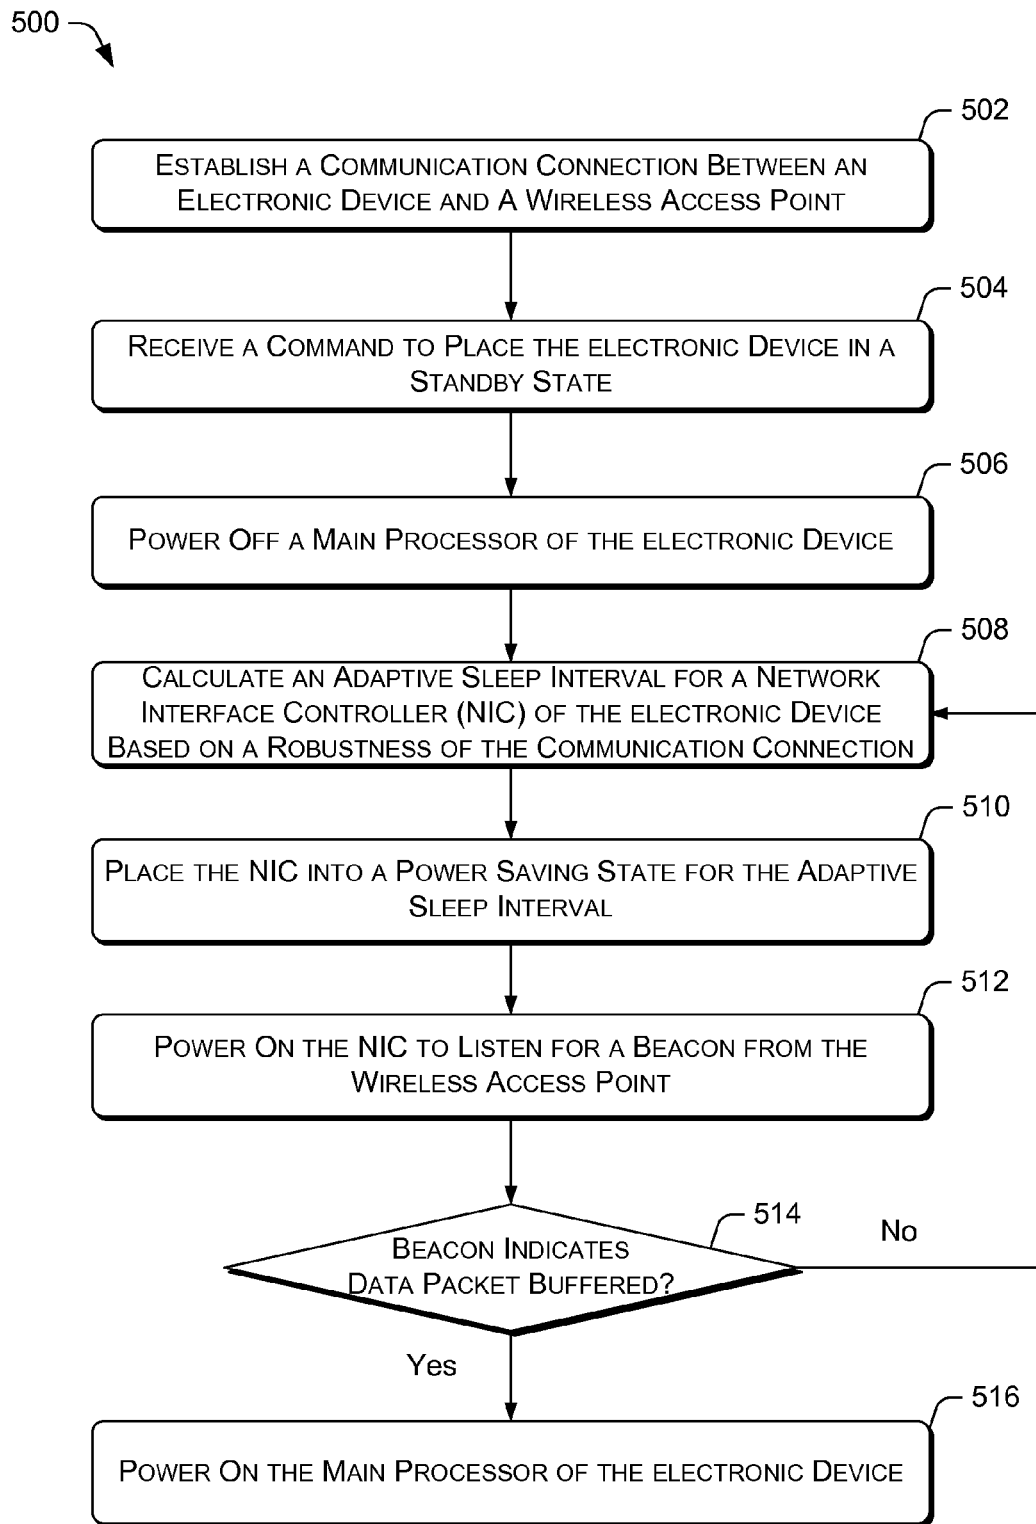 500
502
ESTABLISH A COMMUNICATION CONNECTION BETWEEN AN
ELECTRONIC DEVICE AND A WIRELESS ACCESS POINT
504
RECEIVE A COMMAND TO PLACE THE ELECTRONIC DEVICE IN A
STANDBY STATE
506
POWER OFF A MAIN PROCESSOR OF THE ELECTRONIC DEVICE
508
CALCULATE AN ADAPTIVE SLEEP INTERVAL FOR A NETWORK
INTERFACE CONTROLLER (NIC) OF THE ELECTRONIC DEVICE
BASED ON A ROBUSTNESS OF THE COMMUNICATION CONNECTION
510
PLACE THE NIC INTO A POWER SAVING STATE FOR THE ADAPTIVE
SLEEP INTERVAL
512
POWER ON THE NIC TO LISTEN FOR A BEACON FROM THE
WIRELESS ACCESS POINT
514
BEACON INDICATES
DATA PACKET BUFFERED?
No
Yes
516
POWER ON THE MAIN PROCESSOR OF THE ELECTRONIC DEVICE